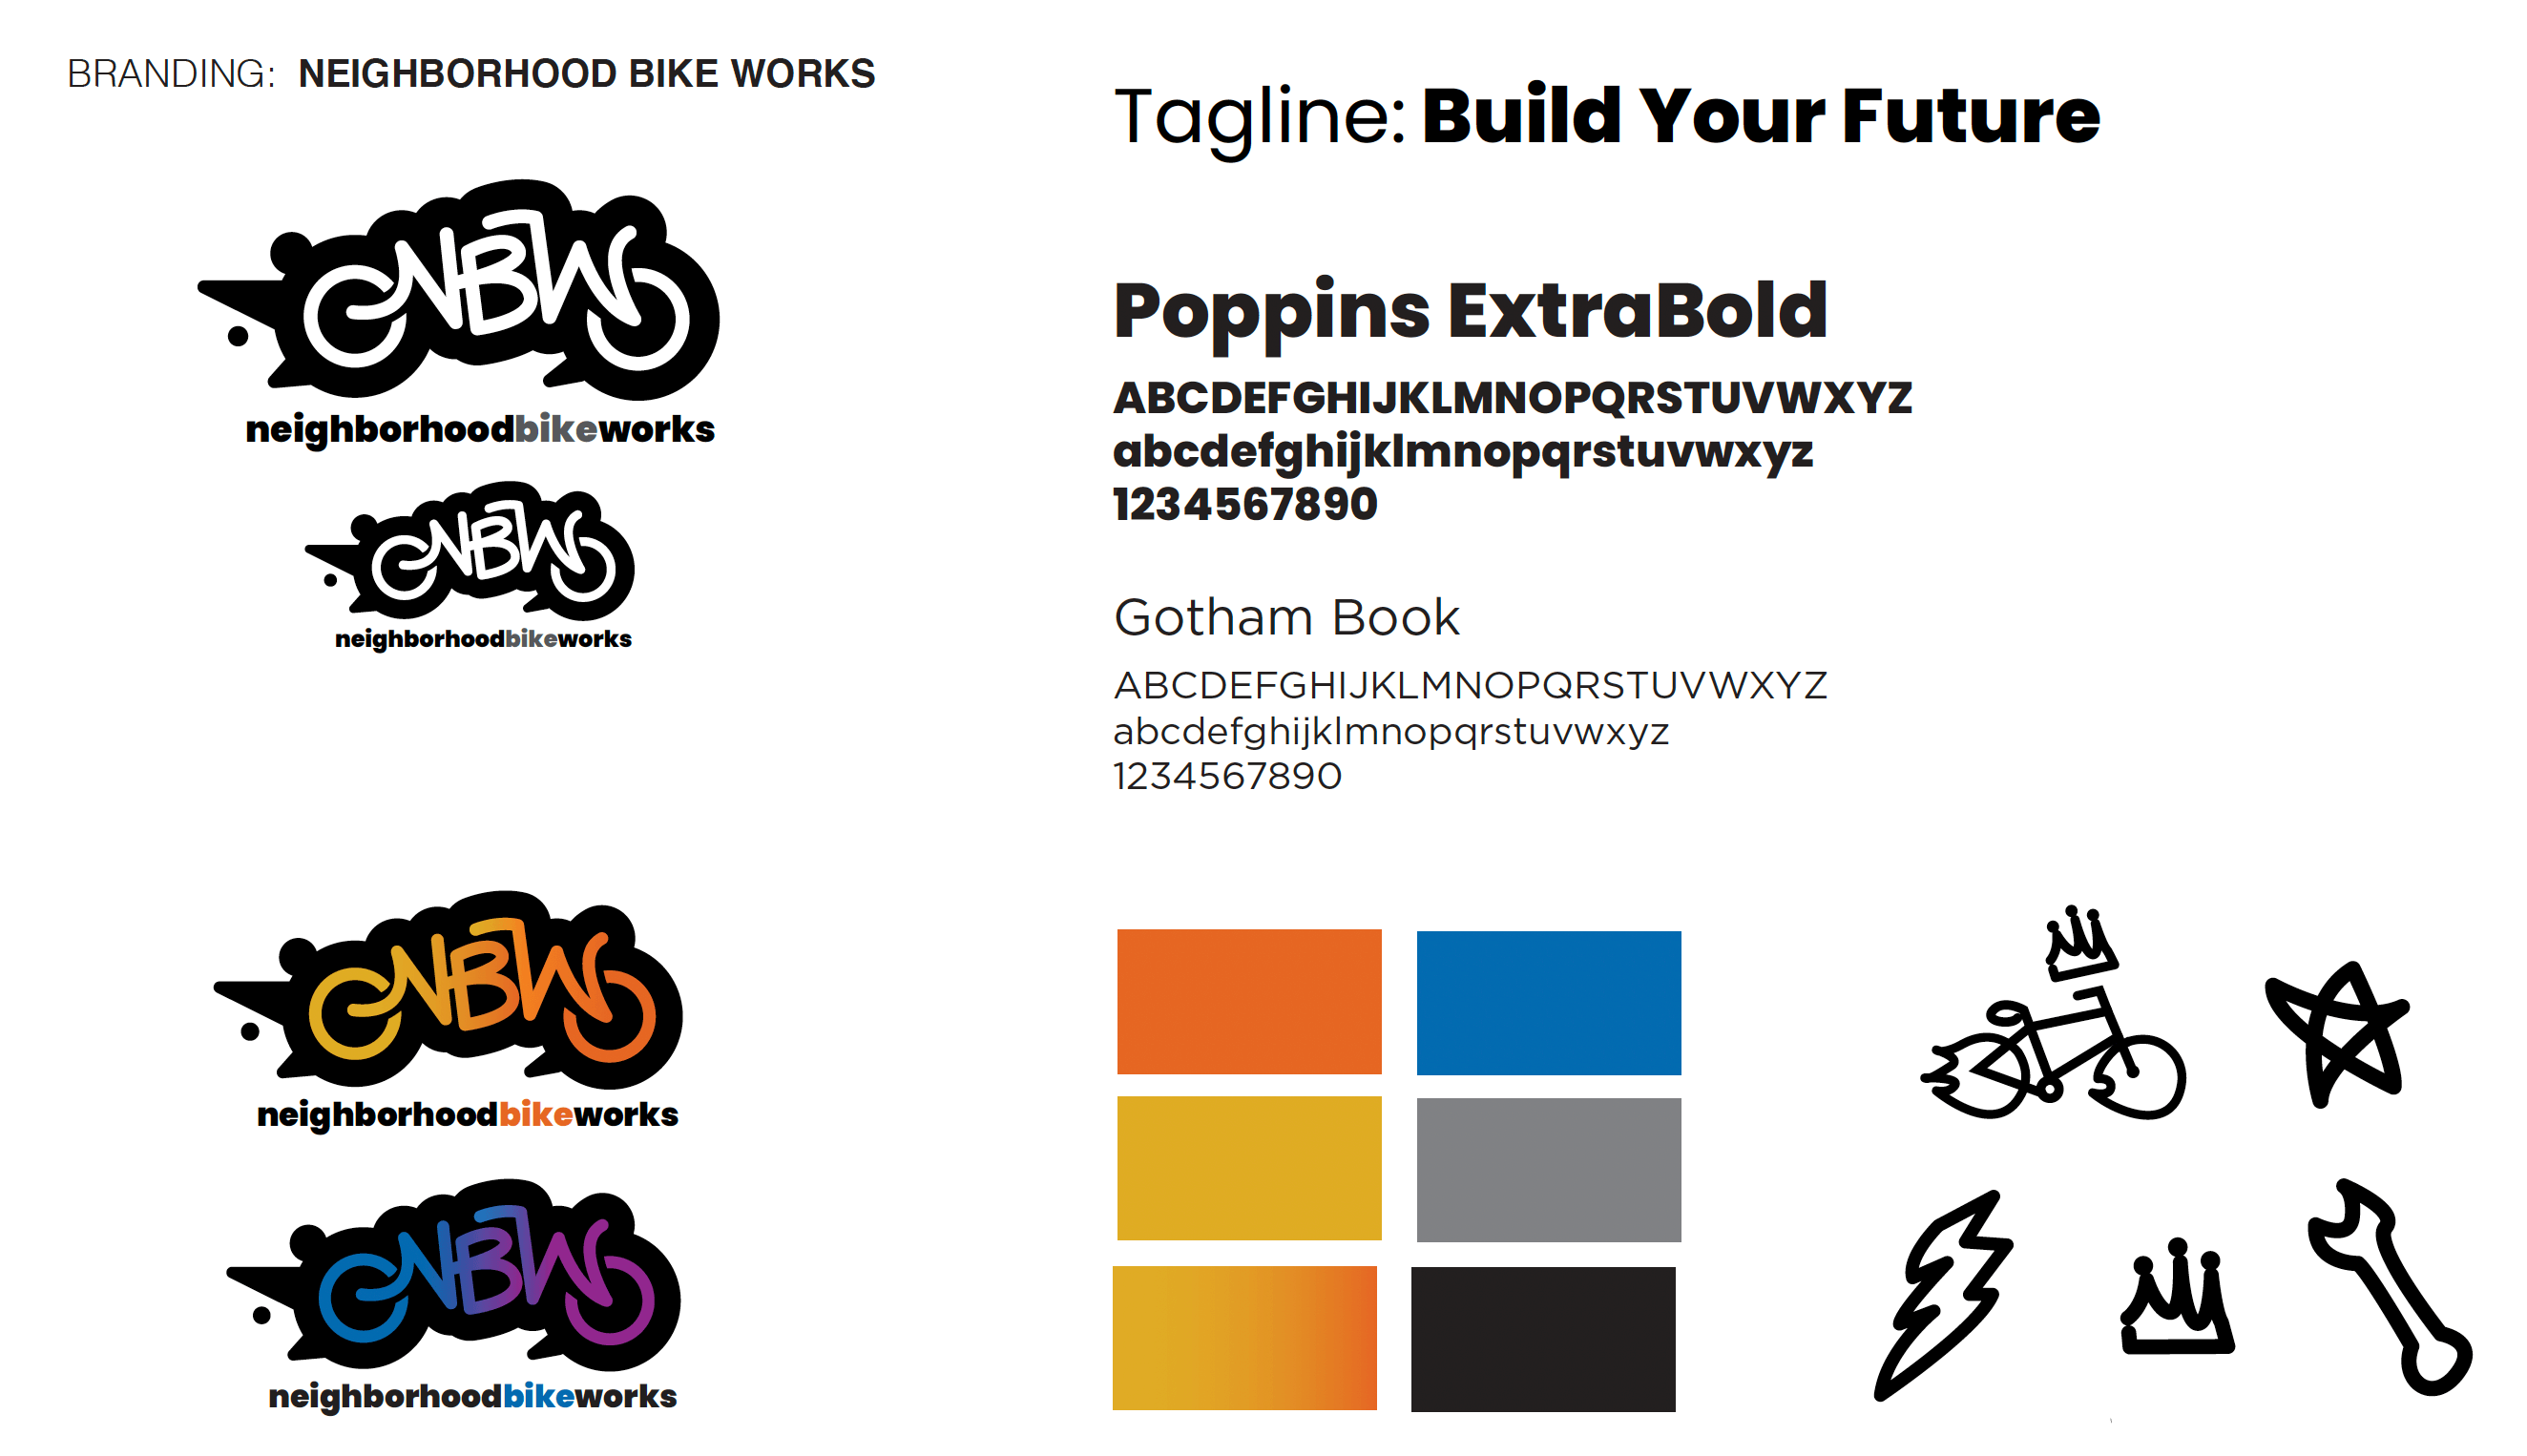 BRANDING: NEIGHBORHOOD BIKE WORKS
NBW
neighborhoodbikeworks
NBW
neighborhoodbikeworks
NBW
neighborhoodbikeworks
NBW
neighborhoodbikeworks
Tagline: Build Your Future
Poppins ExtraBold
ABCDEFGHIJKLMNOPQRSTUVWXYZ
abcdefghijklmnopqrstuvwxyz
1234567890
Gotham Book
ABCDEFGHIJKLMNOPQRSTUVWXYZ
abcdefghijklmnopqrstuvwxyz
1234567890